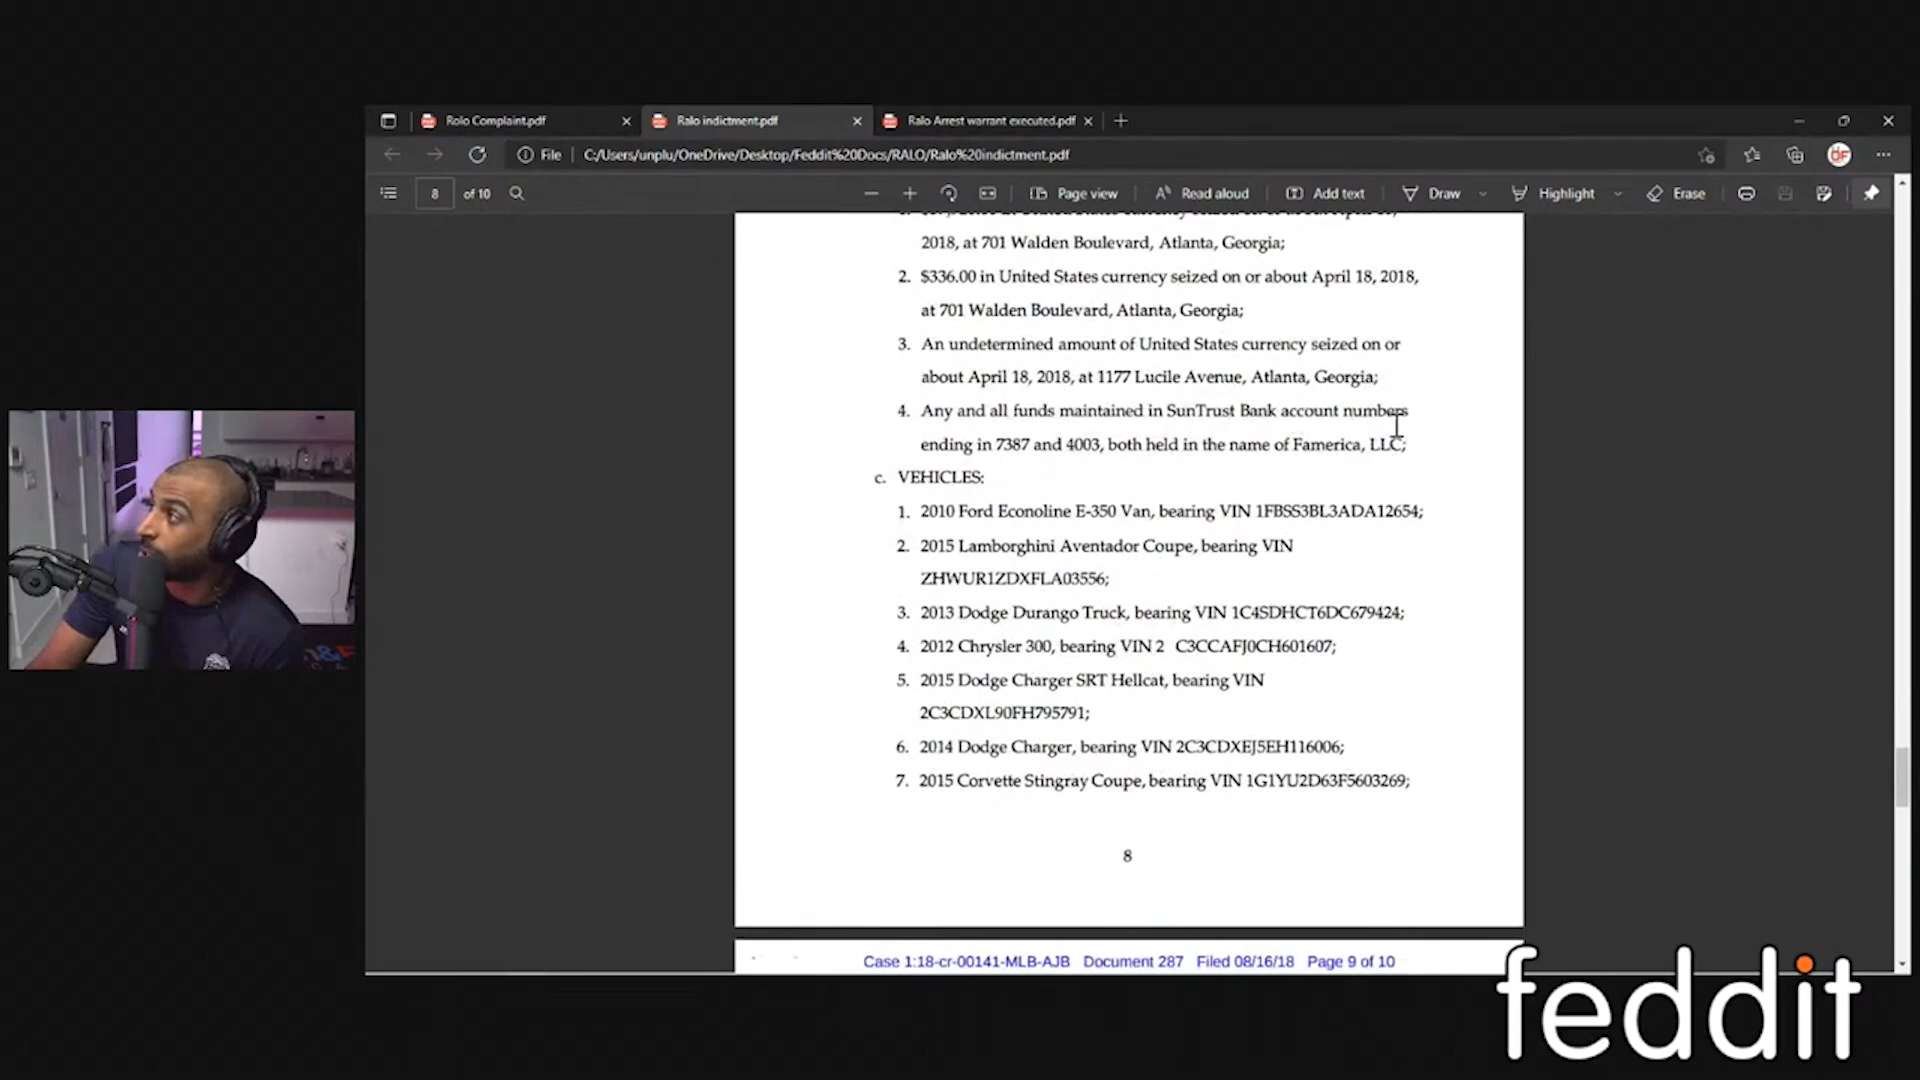 Rolo Complaint.pdf
Ralo indictment.pdf
Ralo Arrest warrant executed.pdf
File
C:/Users/unplu/OneDrive/Desktop/Feddit%20Docs/RALO/Ralo%20indictment.pdf
8 of 10
Page view
Read aloud
Add text
Draw
Highlight
Erase
2018, at 701 Walden Boulevard, Atlanta, Georgia;
2. $336.00 in United States currency seized on or about April 18, 2018,
at 701 Walden Boulevard, Atlanta, Georgia;
3. An undetermined amount of United States currency seized on or
about April 18, 2018, at 1177 Lucile Avenue, Atlanta, Georgia;
4. Any and all funds maintained in SunTrust Bank account numbers
ending in 7387 and 4003, both held in the name of Famerica, LLC;
c. VEHICLES:
1. 2010 Ford Econoline E-350 Van, bearing VIN 1FBSS3BL3ADA12654;
2. 2015 Lamborghini Aventador Coupe, bearing VIN
ZHWUR1ZDXFLA03556;
3. 2013 Dodge Durango Truck, bearing VIN 1C4SDHCT6DC679424;
4. 2012 Chrysler 300, bearing VIN 2 C3CCAFJ0CH601607;
5. 2015 Dodge Charger SRT Hellcat, bearing VIN
2C3CDXL90FH795791;
6. 2014 Dodge Charger, bearing VIN 2C3CDXEJ5EH116006;
7. 2015 Corvette Stingray Coupe, bearing VIN 1G1YU2D63F5603269;
8
Case 1:18-cr-00141-MLB-AJB Document 287 Filed 08/16/18 Page 9 of 10
feddit